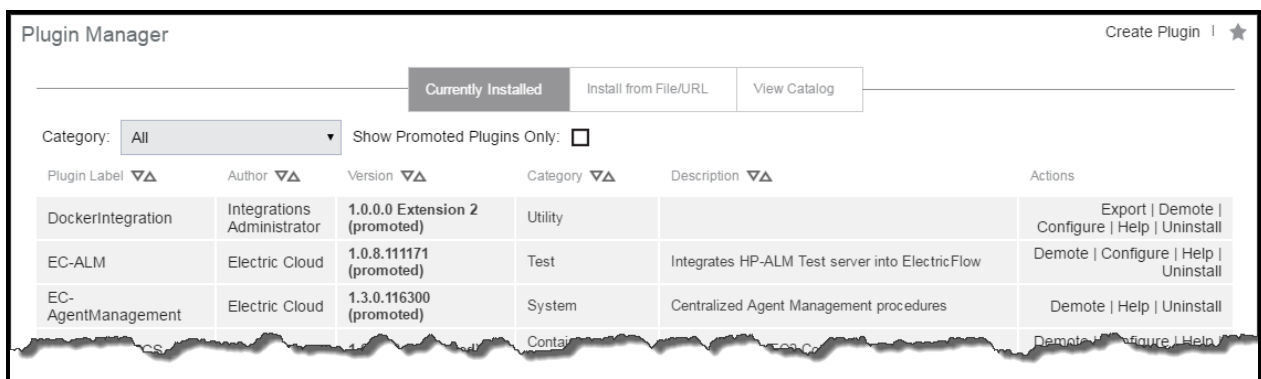 Plugin Manager
Create Plugin
Currently Installed
Install from File/URL
View Catalog
Category: All
Show Promoted Plugins Only:
Plugin Label Author Version Category Description Actions
DockerIntegration
Integrations
Administrator
1.0.0.0 Extension 2
(promoted)
Utility
Export | Demote |
Configure | Help | Uninstall
EC-ALM
Electric Cloud
1.0.8.111171
(promoted)
Test
Integrates HP-ALM Test server into ElectricFlow
Demote | Configure | Help |
Uninstall
EC-
AgentManagement
Electric Cloud
1.3.0.116300
(promoted)
System
Centralized Agent Management procedures
Demote | Help | Uninstall